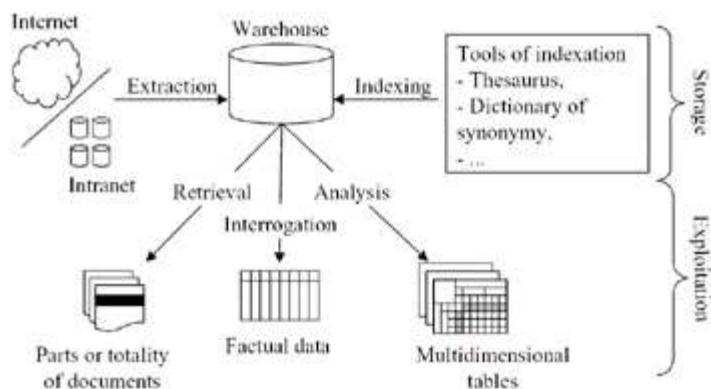 Internet
Warehouse
Tools of indexation
- Thesaurus,
- Dictionary of
synonymy,
- ...
Extraction
Indexing
Storage
Intranet
Retrieval
Analysis
Interrogation
Exploitation
Parts or totality
of documents
Factual data
Multidimensional
tables